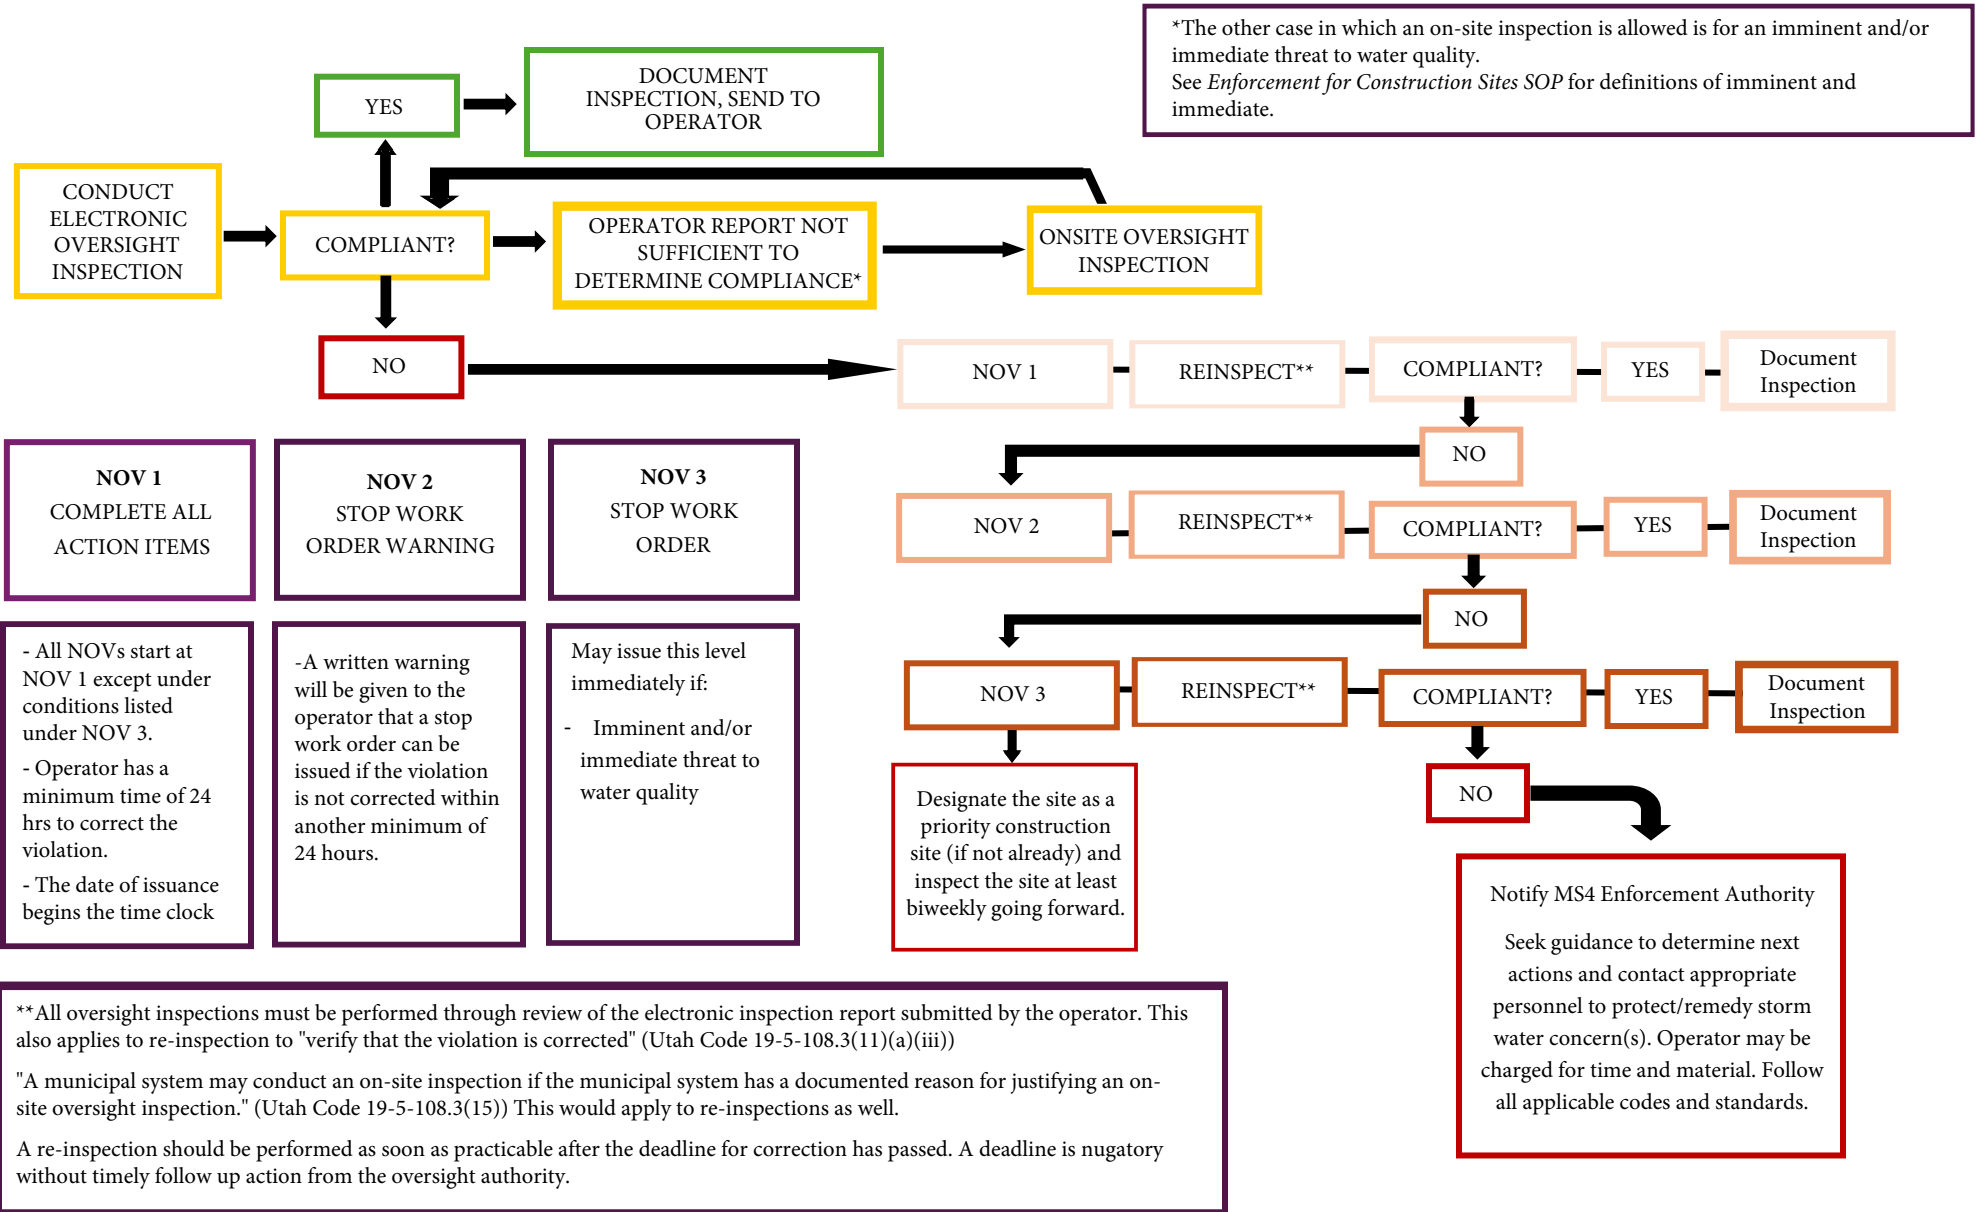 *The other case in which an on-site inspection is allowed is for an imminent and/or
immediate threat to water quality.
See Enforcement for Construction Sites SOP for definitions of imminent and
immediate.
YES
DOCUMENT
INSPECTION, SEND TO
OPERATOR
CONDUCT
ELECTRONIC
OVERSIGHT
INSPECTION
COMPLIANT?
OPERATOR REPORT NOT
SUFFICIENT TO
DETERMINE COMPLIANCE*
ONSITE OVERSIGHT
INSPECTION
NO
NOV 1
REINSPECT**
COMPLIANT?
YES
Document
Inspection
NO
NOV 2
REINSPECT**
COMPLIANT?
YES
Document
Inspection
NO
NOV 3
REINSPECT**
COMPLIANT?
YES
Document
Inspection
NO
Designate the site as a
priority construction
site (if not already) and
inspect the site at least
biweekly going forward.
Notify MS4 Enforcement Authority
Seek guidance to determine next
actions and contact appropriate
personnel to protect/remedy storm
water concern(s). Operator may be
charged for time and material. Follow
all applicable codes and standards.
NOV 1
COMPLETE ALL
ACTION ITEMS
NOV 2
STOP WORK
ORDER WARNING
NOV 3
STOP WORK
ORDER
- All NOVs start at
NOV 1 except under
conditions listed
under NOV 3.
- Operator has a
minimum time of 24
hrs to correct the
violation.
- The date of issuance
begins the time clock
-A written warning
will be given to the
operator that a stop
work order can be
issued if the violation
is not corrected within
another minimum of
24 hours.
May issue this level
immediately if:
- Imminent and/or
immediate threat to
water quality
**All oversight inspections must be performed through review of the electronic inspection report submitted by the operator. This
also applies to re-inspection to "verify that the violation is corrected" (Utah Code 19-5-108.3(11)(a)(iii))
"A municipal system may conduct an on-site inspection if the municipal system has a documented reason for justifying an on-
site oversight inspection." (Utah Code 19-5-108.3(15)) This would apply to re-inspections as well.
A re-inspection should be performed as soon as practicable after the deadline for correction has passed. A deadline is nugatory
without timely follow up action from the oversight authority.